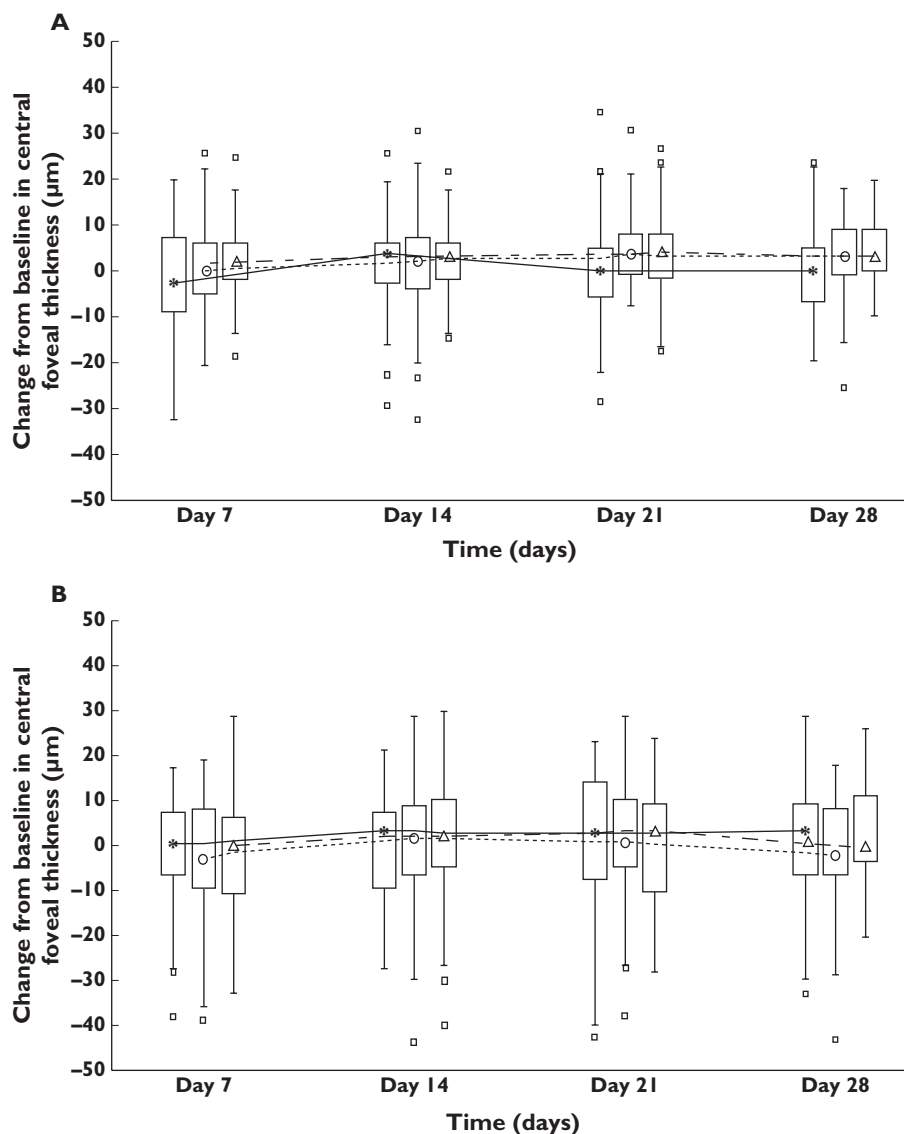 A
50
40
30
20
10
0
–10
–20
–30
–40
–50
Change from baseline in central
foveal thickness (µm)
Day 7 Day 14 Day 21 Day 28
Time (days)
B
50
40
30
20
10
0
–10
–20
–30
–40
–50
Change from baseline in central
foveal thickness (µm)
Day 7 Day 14 Day 21 Day 28
Time (days)